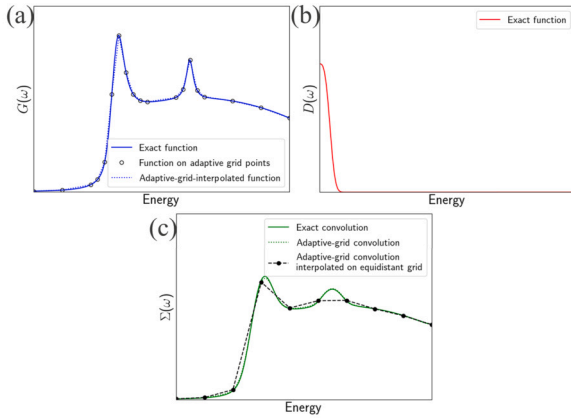 (a)
G(ω)
Exact function
Function on adaptive grid points
Adaptive-grid-interpolated function
Energy
(b)
D(ω)
Exact function
Energy
(c)
Σ(ω)
Exact convolution
Adaptive-grid convolution
Adaptive-grid convolution
interpolated on equidistant grid
Energy